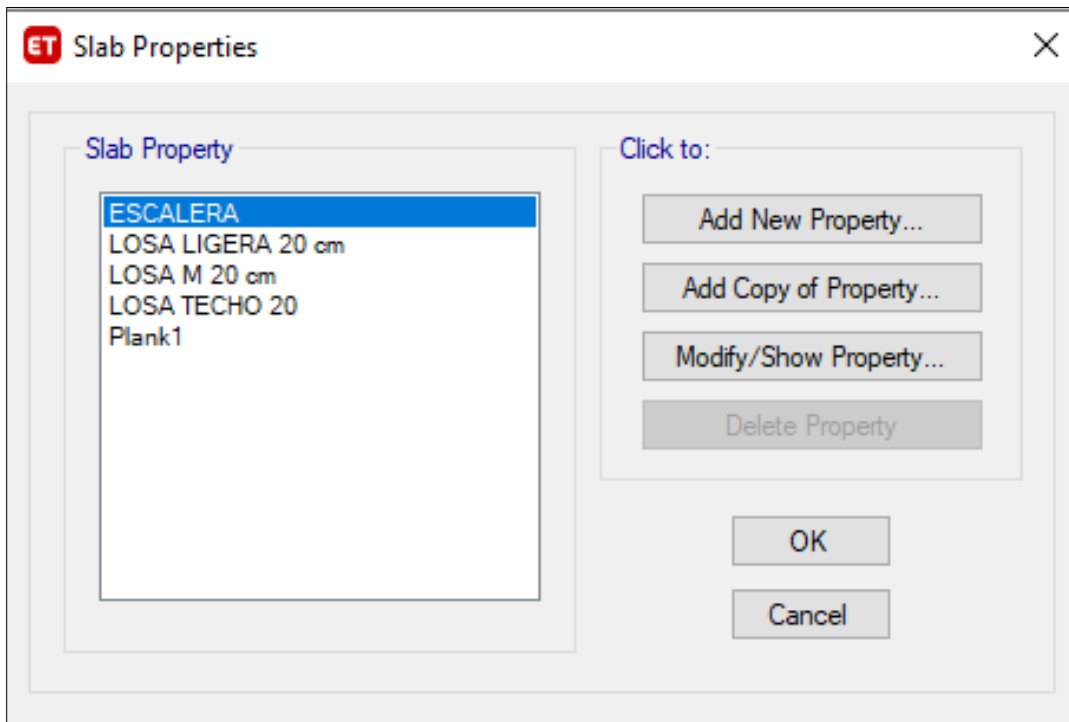 ET Slab Properties
Slab Property
ESCALERA
LOSA LIGERA 20 cm
LOSA M 20 cm
LOSA TECHO 20
Plank1
Click to:
Add New Property...
Add Copy of Property...
Modify/Show Property...
Delete Property
OK
Cancel